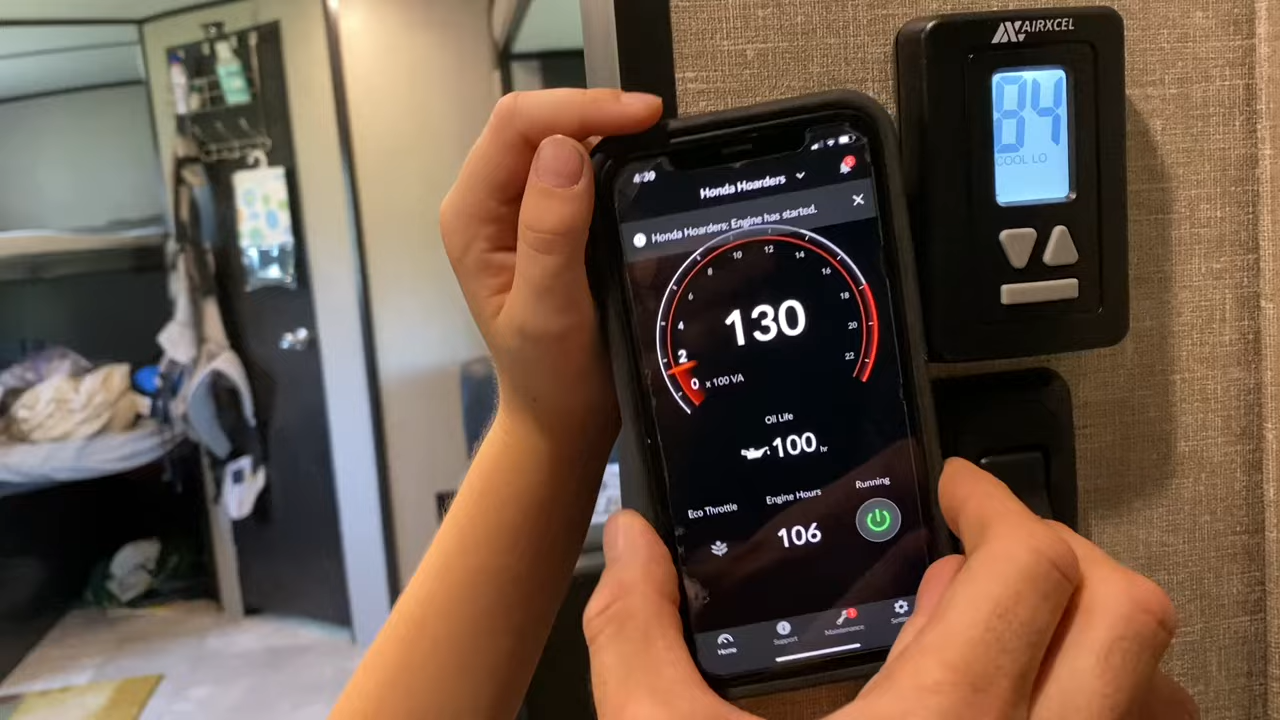 AIRXCEL
84
COOL LO
4:39
Honda Hoarders
Honda Hoarders: Engine has started.
0 2 4 6 8 10 12 14 16 18 20 22
130
x 100 VA
Oil Life
100 hr
Eco Throttle Engine Hours Running
106
Home Support Maintenance